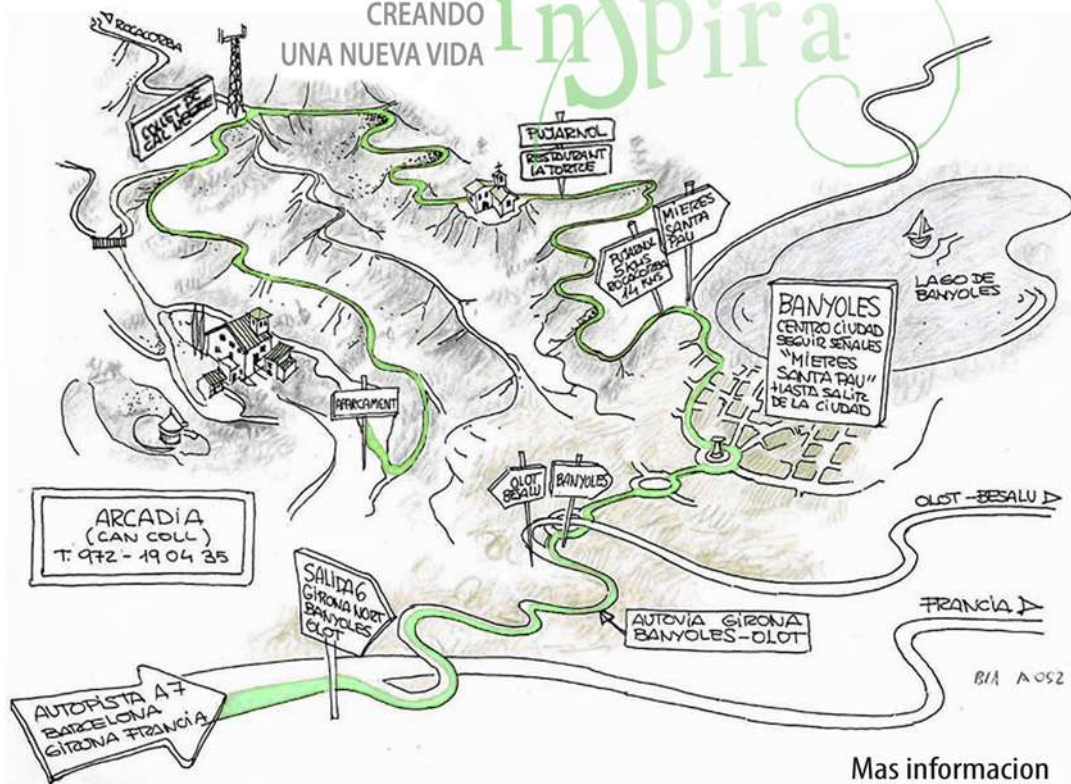 CREANDO
UNA NUEVA VIDA
inspira
ROCACORBA
COLLET DE
CAL
PUJARNOL
RESTAURANT
LA TORRE
MIERES
SANTA
PAU
PUJARNOL
5 KMS
ROCACORBA
14 KMS
LAGO DE
BANYOLES
BANYOLES
CENTRO CIUDAD
SEGUIR SEÑALES
"MIERES
SANTA PAU"
HASTA SALIR
DE LA CIUDAD
APARCAMENT
OLOT
BESALU
BANYOLES
OLOT-BESALU
ARCADIA
(CAN COLL)
T. 972-19 04 35
SALIDA 6
GIRONA NORT
BANYOLES
OLOT
FRANCIA
AUTOVIA GIRONA
BANYOLES-OLOT
AUTOPISTA A7
BARCELONA
GIRONA FRANCIA
Mas informacion